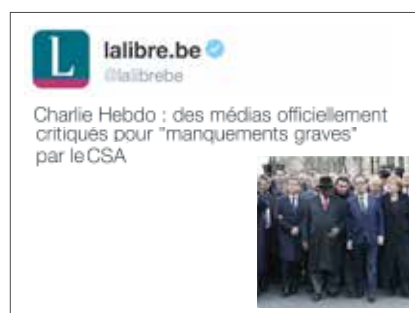 L
lalibre.be
@lalibrebe
Charlie Hebdo : des médias officiellement
critiqués pour "manquements graves"
par le CSA